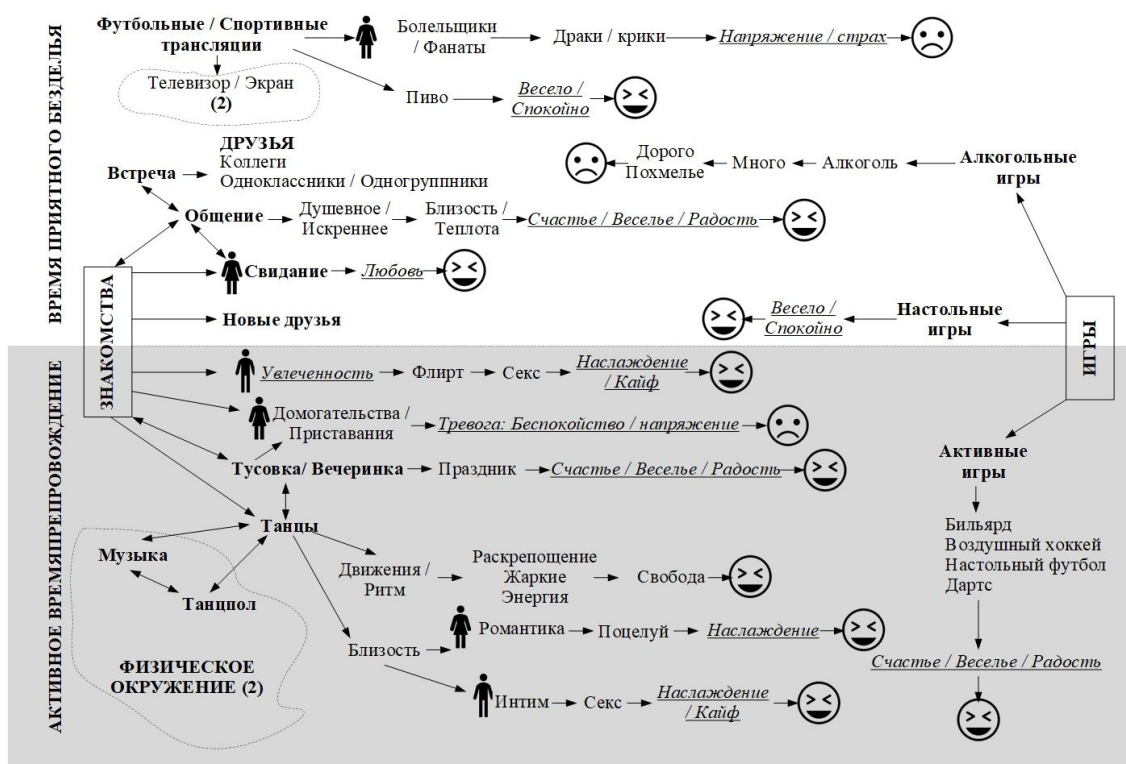 ВРЕМЯ ПРИЯТНОГО БЕЗДЕЛЬЯ
Футбольные / Спортивные
трансляции
Болельщики
/ Фанаты
Драки / крики
Напряжение / страх
Телевизор / Экран
(2)
Пиво
Весело /
Спокойно
Встреча
ДРУЗЬЯ
Коллеги
Одноклассники / Одногруппники
Дорого
Похмелье
Много
Алкоголь
Алкогольные
игры
Общение
Душевное /
Искреннее
Близость /
Теплота
Счастье / Веселье / Радость
Свидание
Любовь
Новые друзья
Весело /
Спокойно
Настольные
игры
ЗНАКОМСТВА
ИГРЫ
АКТИВНОЕ ВРЕМЯПРЕПРОВОЖДЕНИЕ
Увлеченность
Флирт
Секс
Наслаждение
/ Кайф
Домогательства /
Приставания
Тревога: Беспокойство / напряжение
Тусовка/ Вечеринка
Праздник
Счастье / Веселье / Радость
Активные
игры
Танцы
Музыка
Танцпол
ФИЗИЧЕСКОЕ
ОКРУЖЕНИЕ (2)
Движения /
Ритм
Раскрепощение
Жаркие
Энергия
Свобода
Бильярд
Воздушный хоккей
Настольный футбол
Дартс
Близость
Романтика
Поцелуй
Наслаждение
Счастье / Веселье / Радость
Интим
Секс
Наслаждение
/ Кайф